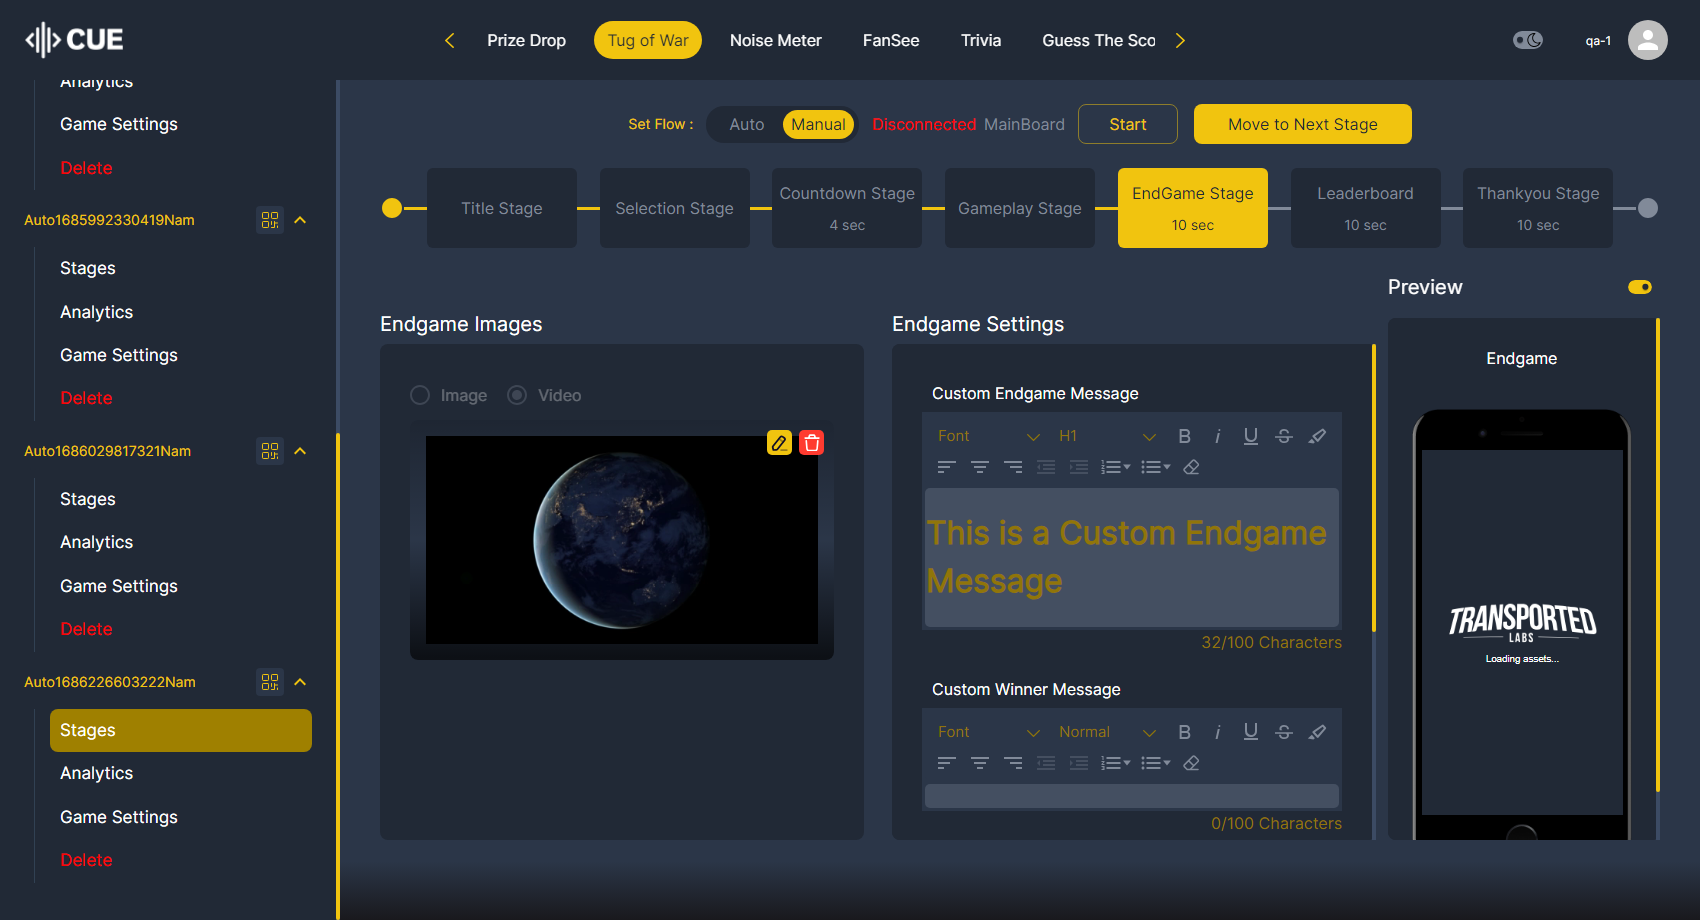 CUE
Prize Drop
Tug of War
Noise Meter
FanSee
Trivia
Guess The Sco
qa-1
Analytics
Game Settings
Delete
Auto1685992330419Nam
Stages
Analytics
Game Settings
Delete
Auto1686029817321Nam
Stages
Analytics
Game Settings
Delete
Auto1686226603222Nam
Stages
Analytics
Game Settings
Delete
Set Flow :
Auto
Manual
Disconnected MainBoard
Start
Move to Next Stage
Title Stage
Selection Stage
Countdown Stage
4 sec
Gameplay Stage
EndGame Stage
10 sec
Leaderboard
10 sec
Thankyou Stage
10 sec
Endgame Images
Image
Video
Endgame Settings
Custom Endgame Message
Font
H1
This is a Custom Endgame
Message
32/100 Characters
Custom Winner Message
Font
Normal
0/100 Characters
Preview
Endgame
TRANSPORTED
LABS
Loading assets...